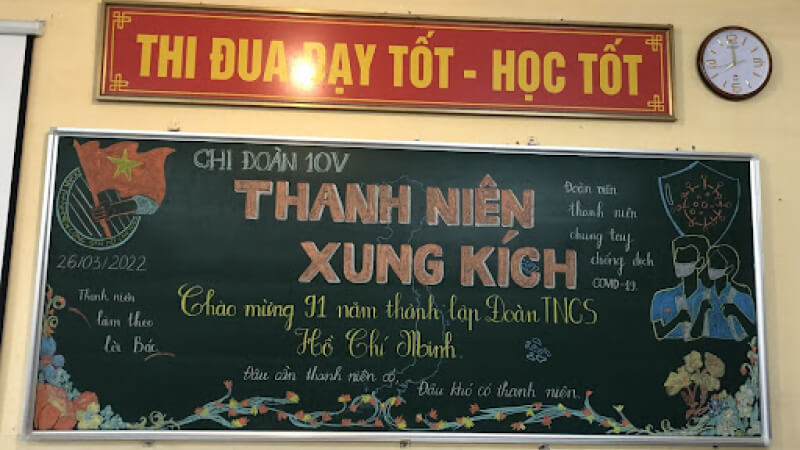 THI ĐUA DẠY TỐT - HỌC TỐT
CHI ĐOÀN 10V
THANH NIÊN
XUNG KÍCH
26/03/2022
Thanh niên
làm theo
lời Bác
Đoàn viên
thanh niên
chung tay
chống dịch
COVID-19.
Chào mừng 91 năm thành lập Đoàn TNCS
Hồ Chí Minh.
Đâu cần thanh niên có,
Đâu khó có thanh niên.